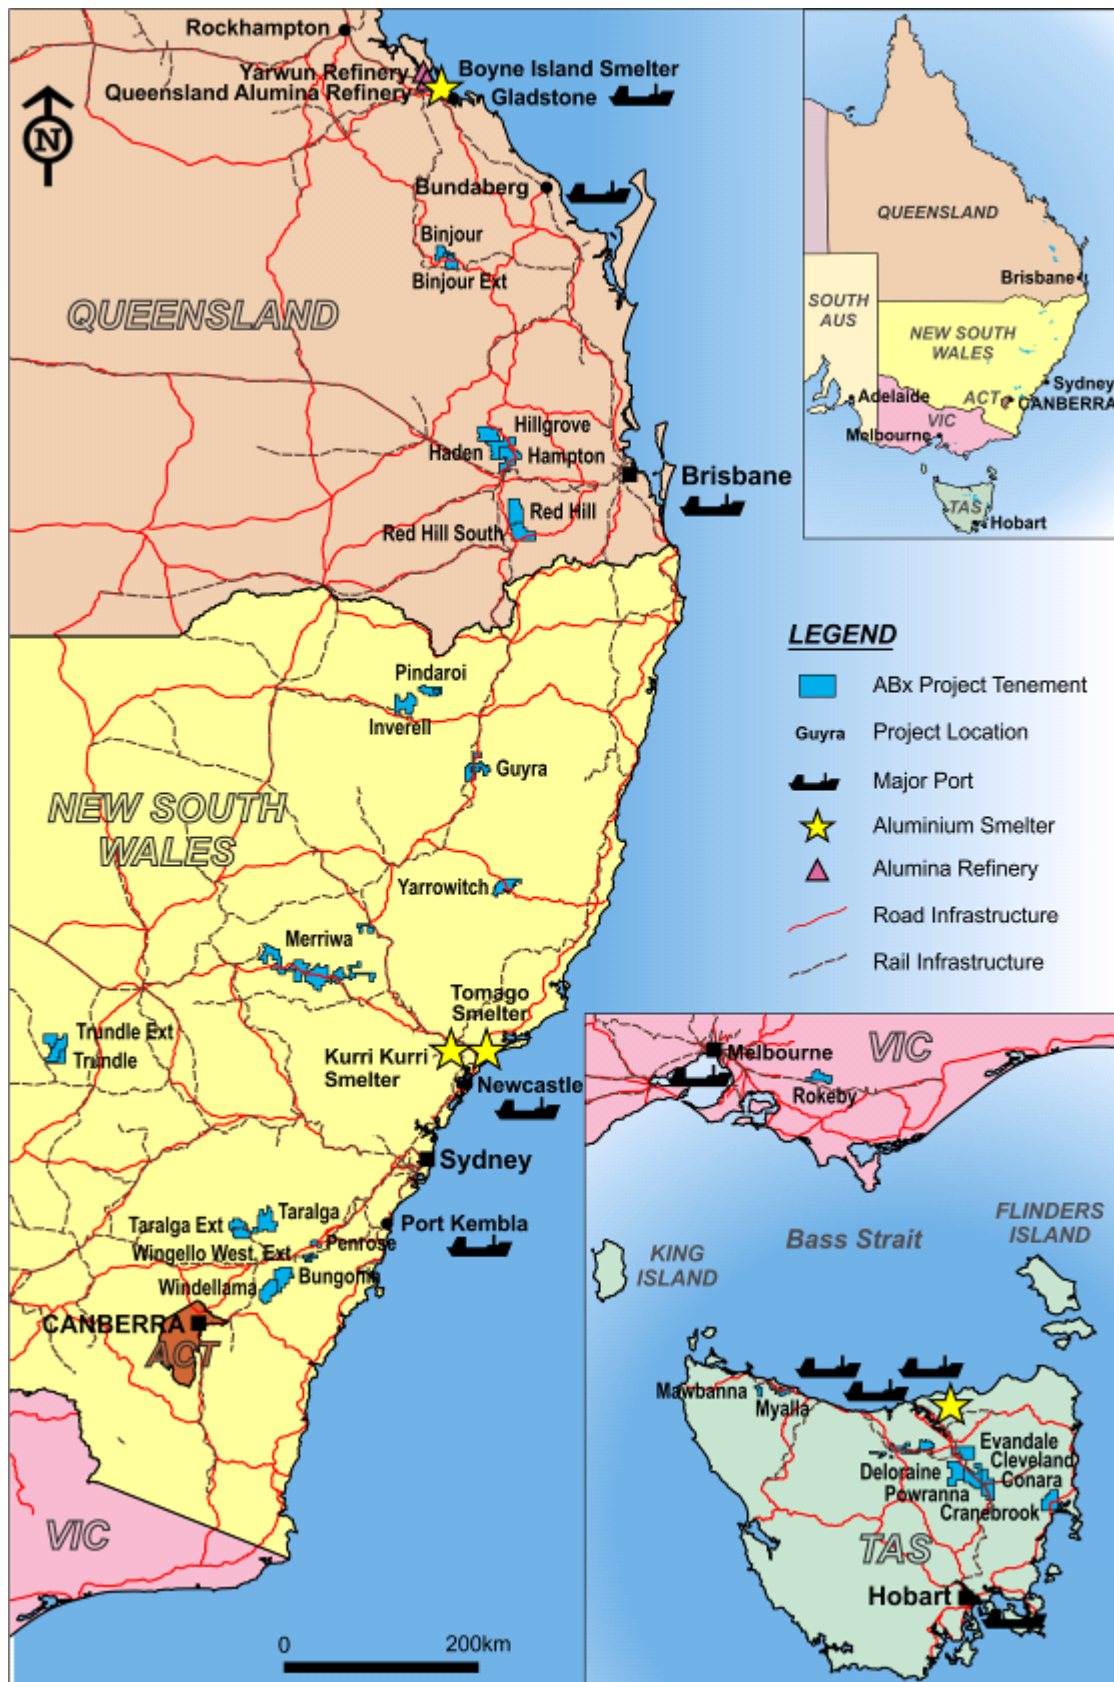 Rockhampton
Yarwun Refinery
Queensland Alumina Refinery
Boyne Island Smelter
Gladstone
N
Bundaberg
Binjour
Binjour Ext
QUEENSLAND
Hillgrove
Haden
Hampton
Brisbane
Red Hill
Red Hill South
Pindaroi
Inverell
Guyra
NEW SOUTH
WALES
Yarrowitch
Merriwa
Tomago
Smelter
Trundle Ext
Trundle
Kurri Kurri
Smelter
Newcastle
Sydney
Taralga Ext
Taralga
Port Kembla
Wingello West, Ext
Penrose
Windellama
Bungonia
CANBERRA
ACT
VIC
0
200km
QUEENSLAND
Brisbane
SOUTH
AUS
NEW SOUTH
WALES
Sydney
ACT
CANBERRA
Adelaide
VIC
Melbourne
TAS
Hobart
LEGEND
ABx Project Tenement
Guyra
Project Location
Major Port
Aluminium Smelter
Alumina Refinery
Road Infrastructure
Rail Infrastructure
VIC
Melbourne
Rokeby
KING
ISLAND
Bass Strait
FLINDERS
ISLAND
Mawbanna
Myalla
Evandale
Cleveland
Deloraine
Conara
Powranna
Cranebrook
TAS
Hobart